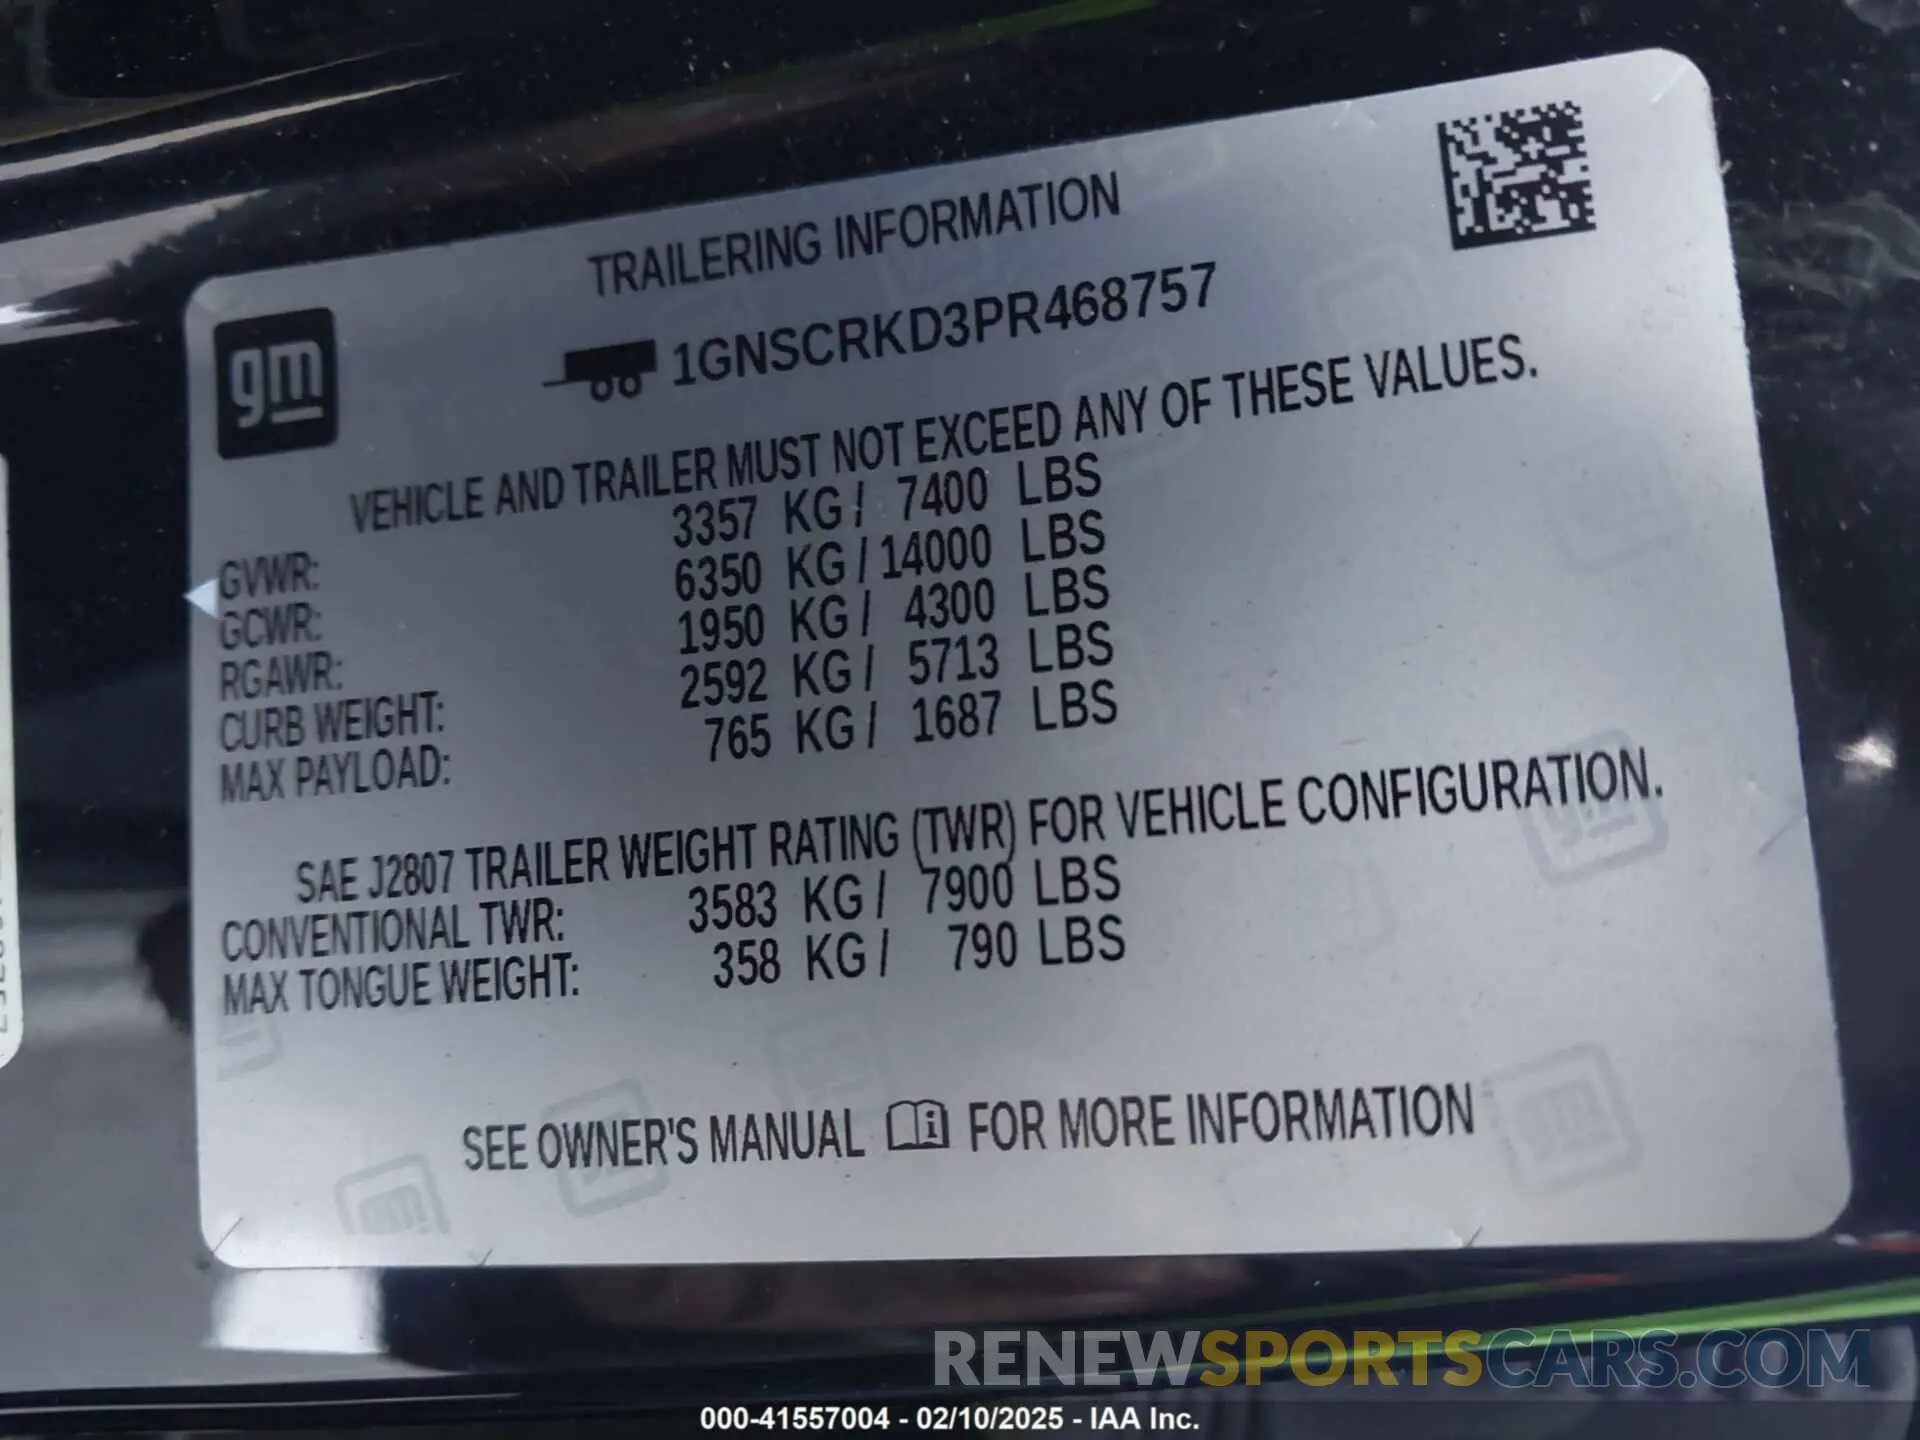 TRAILERING INFORMATION
gm
1GNSCRKD3PR468757
VEHICLE AND TRAILER MUST NOT EXCEED ANY OF THESE VALUES.
GVWR: 3357 KG / 7400 LBS
GCWR: 6350 KG / 14000 LBS
RGAWR: 1950 KG / 4300 LBS
CURB WEIGHT: 2592 KG / 5713 LBS
MAX PAYLOAD: 765 KG / 1687 LBS
SAE J2807 TRAILER WEIGHT RATING (TWR) FOR VEHICLE CONFIGURATION.
CONVENTIONAL TWR: 3583 KG / 7900 LBS
MAX TONGUE WEIGHT: 358 KG / 790 LBS
SEE OWNER'S MANUAL FOR MORE INFORMATION
RENEWSPORTSCARS.COM
000-41557004 - 02/10/2025 - IAA Inc.